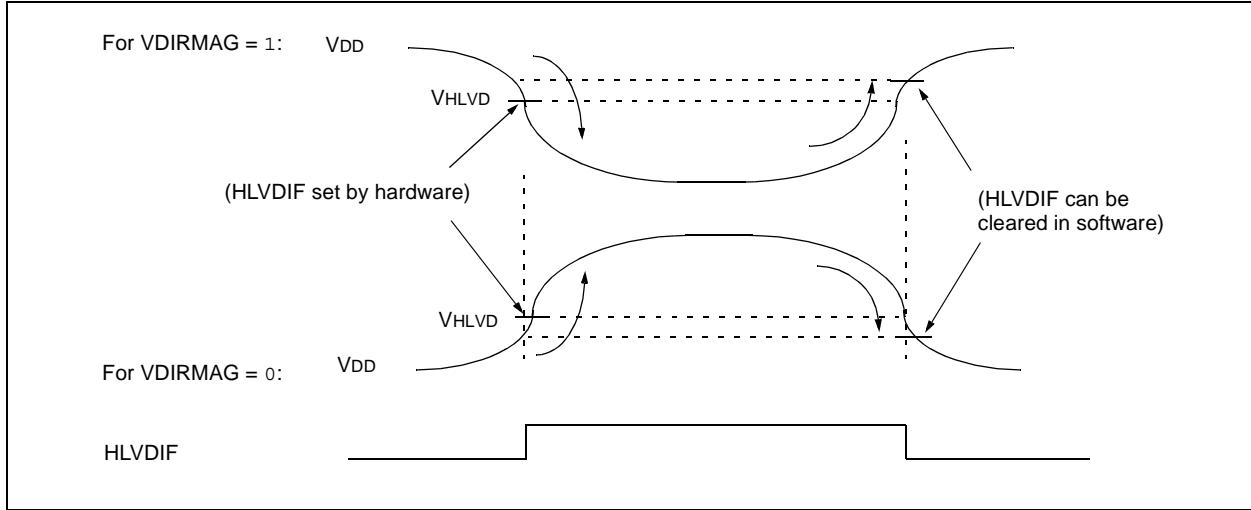 For VDIRMAG = 1: VDD
VHLVD
(HLVDIF set by hardware)
(HLVDIF can be
cleared in software)
VHLVD
For VDIRMAG = 0: VDD
HLVDIF